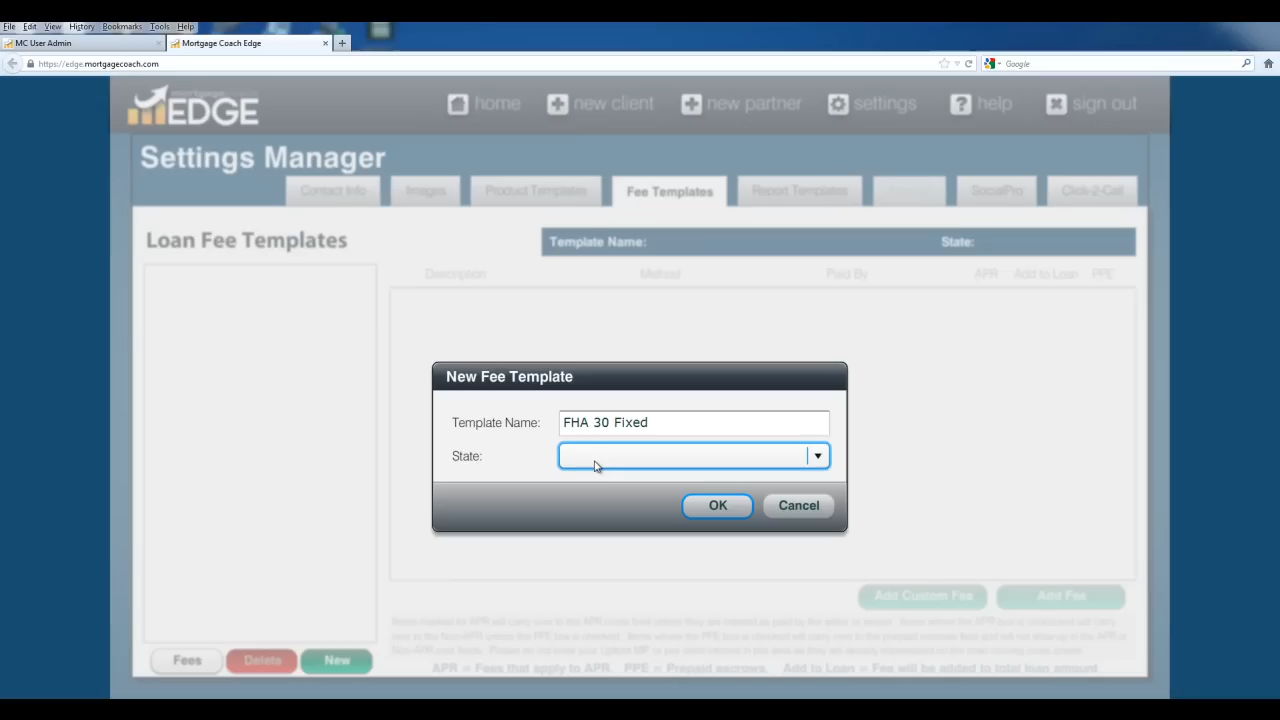 File Edit View History Bookmarks Tools Help
MC User Admin
Mortgage Coach Edge
https://edge.mortgagecoach.com
Google
mortgage
EDGE
home
new client
new partner
settings
help
sign out
Settings Manager
Contact Info
Images
Product Templates
Fee Templates
Report Templates
SocialPro
Click-2-Call
Loan Fee Templates
Template Name:
State:
Description
Method
Paid By
APR
Add to Loan
PPE
New Fee Template
Template Name:
FHA 30 Fixed
State:
OK
Cancel
Add Custom Fee
Add Fee
Fees
Delete
New
APR = Fees that apply to APR. PPE = Prepaid escrows. Add to Loan = Fee will be added to total loan amount